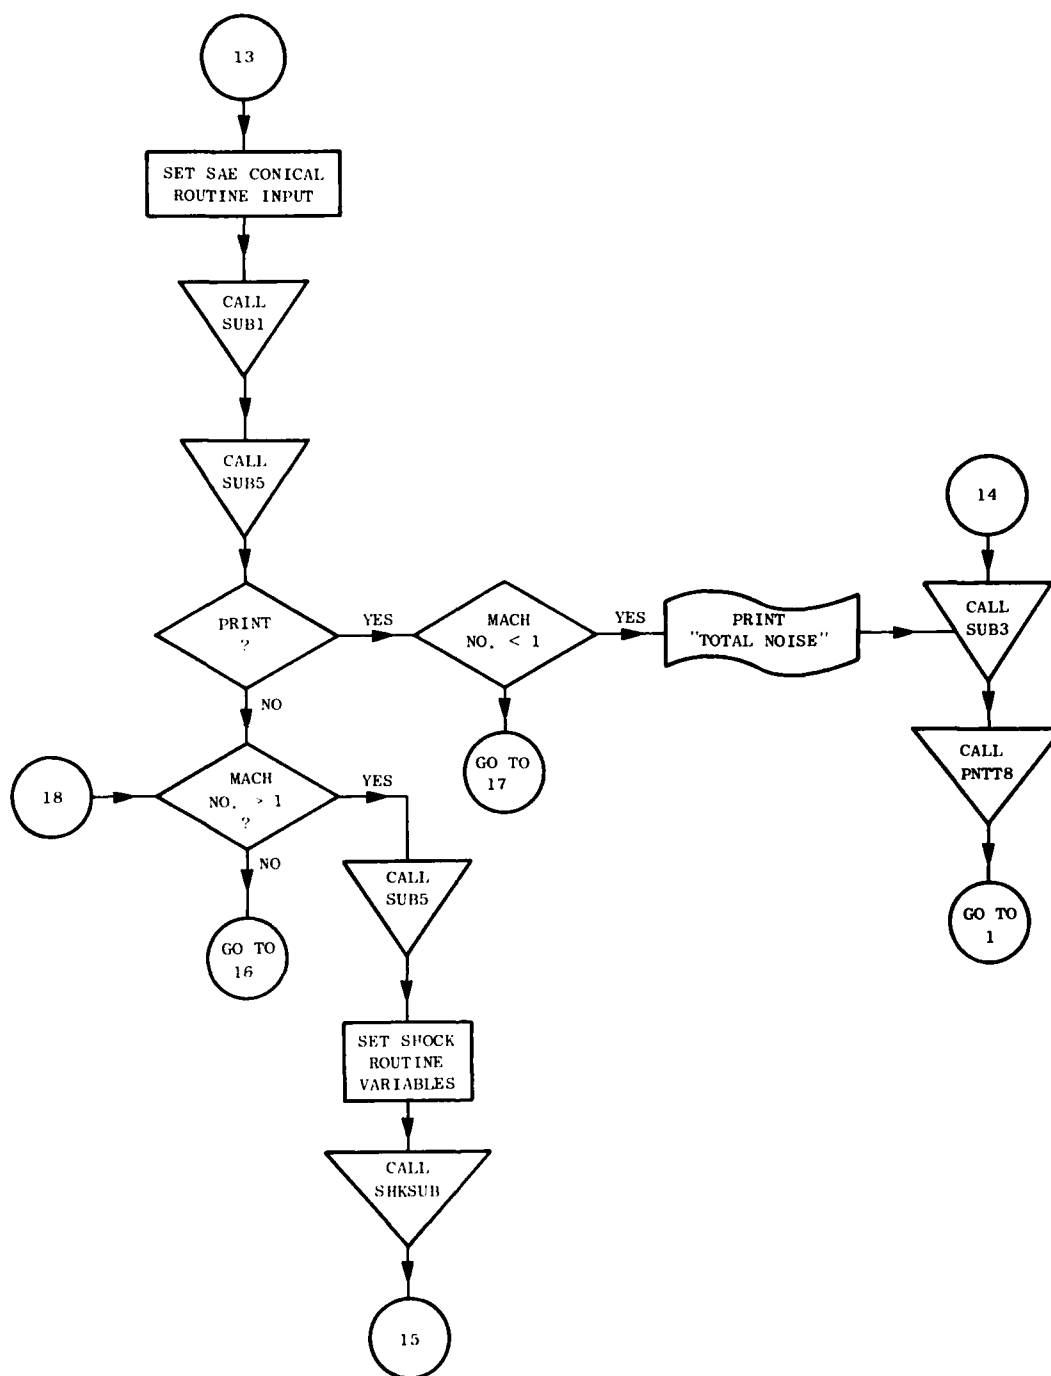 13
SET SAE CONICAL
ROUTINE INPUT
CALL
SUB1
CALL
SUB5
14
PRINT
?
YES
MACH
NO. < 1
YES
PRINT
"TOTAL NOISE"
CALL
SUB3
NO
18
MACH
NO. > 1
?
YES
GO TO
17
CALL
PNTT8
NO
CALL
SUB5
GO TO
16
GO TO
1
SET SHOCK
ROUTINE
VARIABLES
CALL
SHKSUB
15